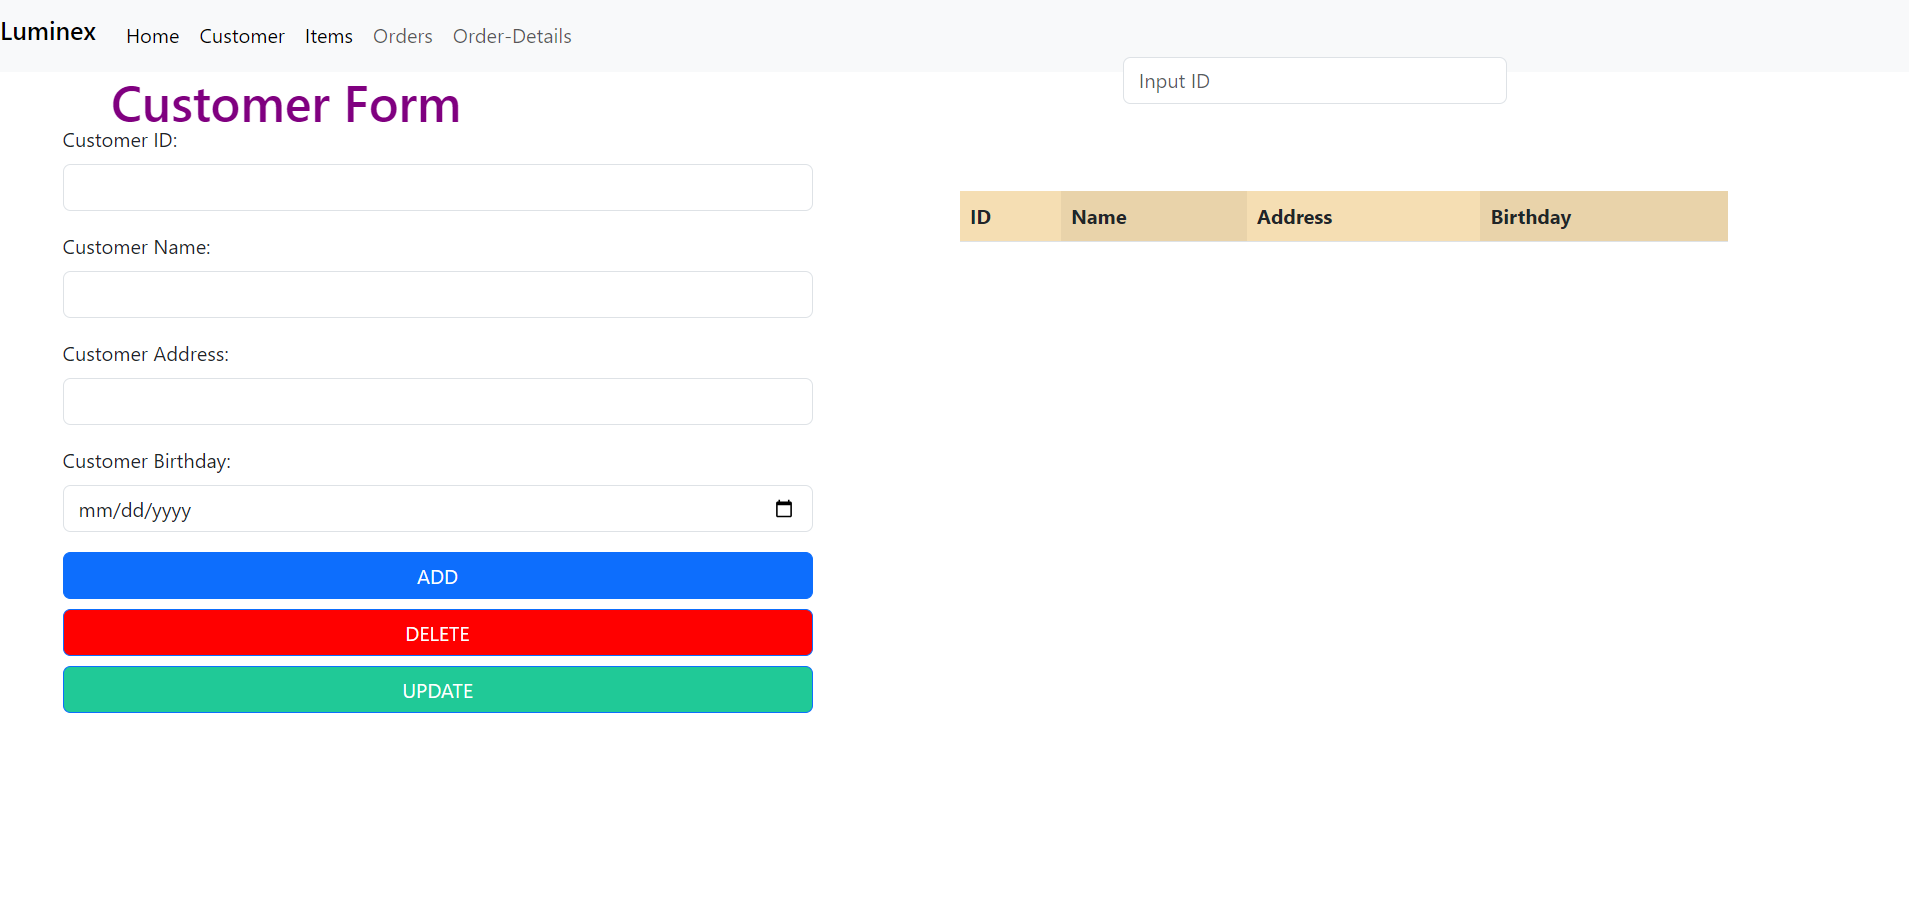 Luminex Home Customer Items Orders Order-Details
Input ID
Customer Form
Customer ID:
Customer Name:
Customer Address:
Customer Birthday:
mm/dd/yyyy
ADD
DELETE
UPDATE
ID Name Address Birthday